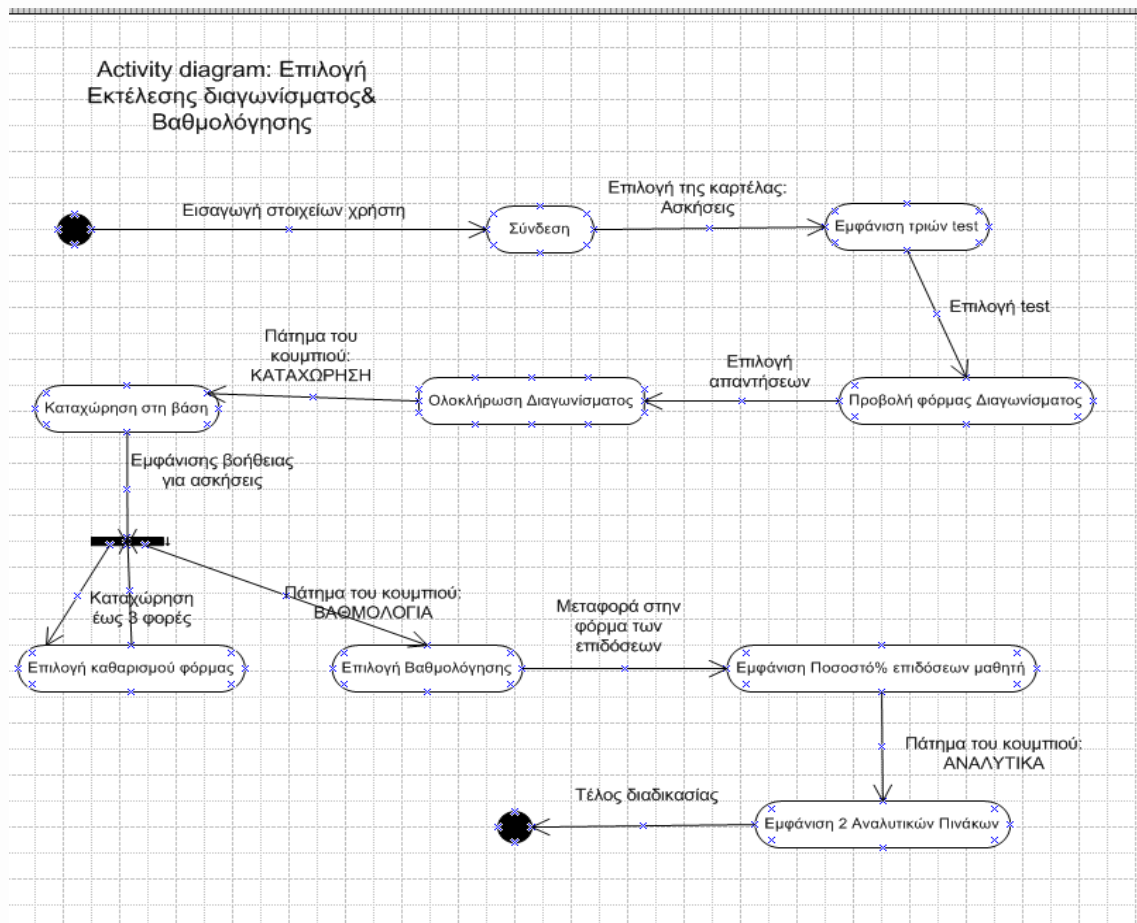 Activity diagram: Επιλογή
Εκτέλεσης διαγωνίσματος&
Βαθμολόγησης
Εισαγωγή στοιχείων χρήστη
Σύνδεση
Επιλογή της καρτέλας:
Ασκήσεις
Εμφάνιση τριών test
Επιλογή test
Προβολή φόρμας Διαγωνίσματος
Επιλογή
απαντήσεων
Ολοκλήρωση Διαγωνίσματος
Πάτημα του
κουμπιού:
ΚΑΤΑΧΩΡΗΣΗ
Καταχώρηση στη βάση
Εμφάνισης βοήθειας
για ασκήσεις
Καταχώρηση
έως 3 φορές
Επιλογή καθαρισμού φόρμας
Πάτημα του κουμπιού:
ΒΑΘΜΟΛΟΓΙΑ
Επιλογή Βαθμολόγησης
Μεταφορά στην
φόρμα των
επιδόσεων
Εμφάνιση Ποσοστό% επιδόσεων μαθητή
Πάτημα του κουμπιού:
ΑΝΑΛΥΤΙΚΑ
Εμφάνιση 2 Αναλυτικών Πινάκων
Τέλος διαδικασίας